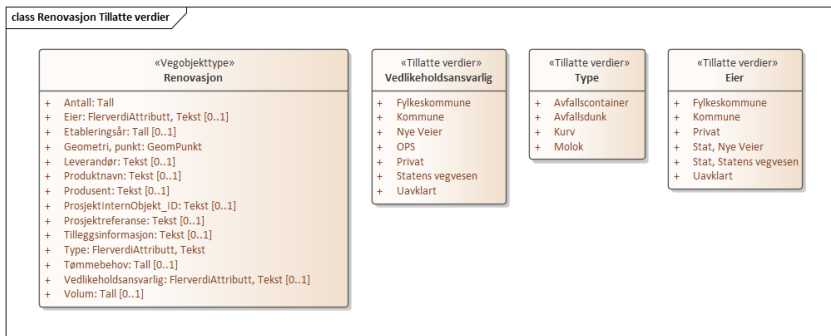 class Renovasjon Tillatte verdier
«Vegobjekttype»
Renovasjon
+ Antall: Tall
+ Eier: FlerverdiAttributt, Tekst [0..1]
+ Etableringsår: Tall [0..1]
+ Geometri, punkt: GeomPunkt
+ Leverandør: Tekst [0..1]
+ Produktnavn: Tekst [0..1]
+ Produsent: Tekst [0..1]
+ ProsjektInternObjekt_ID: Tekst [0..1]
+ Prosjektreferanse: Tekst [0..1]
+ Tilleggsinformasjon: Tekst [0..1]
+ Type: FlerverdiAttributt, Tekst
+ Tømmebehov: Tall [0..1]
+ Vedlikeholdsansvarlig: FlerverdiAttributt, Tekst [0..1]
+ Volum: Tall [0..1]
«Tillatte verdier»
Vedlikeholdsansvarlig
+ Fylkeskommune
+ Kommune
+ Nye Veier
+ OPS
+ Privat
+ Statens vegvesen
+ Uavklart
«Tillatte verdier»
Type
+ Avfallscontainer
+ Avfallsdunk
+ Kurv
+ Molok
«Tillatte verdier»
Eier
+ Fylkeskommune
+ Kommune
+ Privat
+ Stat, Nye Veier
+ Stat, Statens vegvesen
+ Uavklart